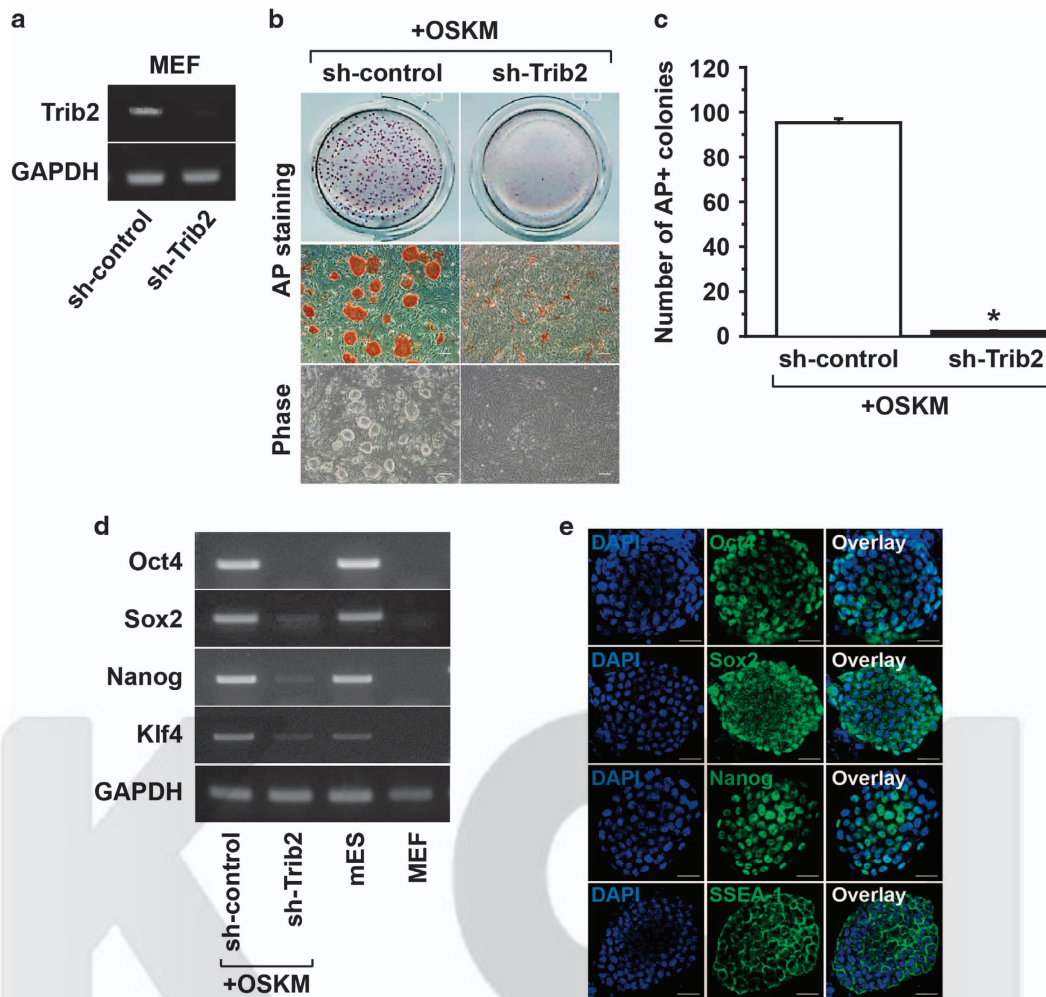 a
MEF
Trib2
GAPDH
sh-control
sh-Trib2
b
+OSKM
sh-control
sh-Trib2
AP staining
Phase
c
Number of AP+ colonies
120
100
80
60
40
20
0
*
sh-control
sh-Trib2
+OSKM
d
Oct4
Sox2
Nanog
Klf4
GAPDH
sh-control
sh-Trib2
mES
MEF
+OSKM
e
DAPI
Oct4
Overlay
DAPI
Sox2
Overlay
DAPI
Nanog
Overlay
DAPI
SSEA-1
Overlay